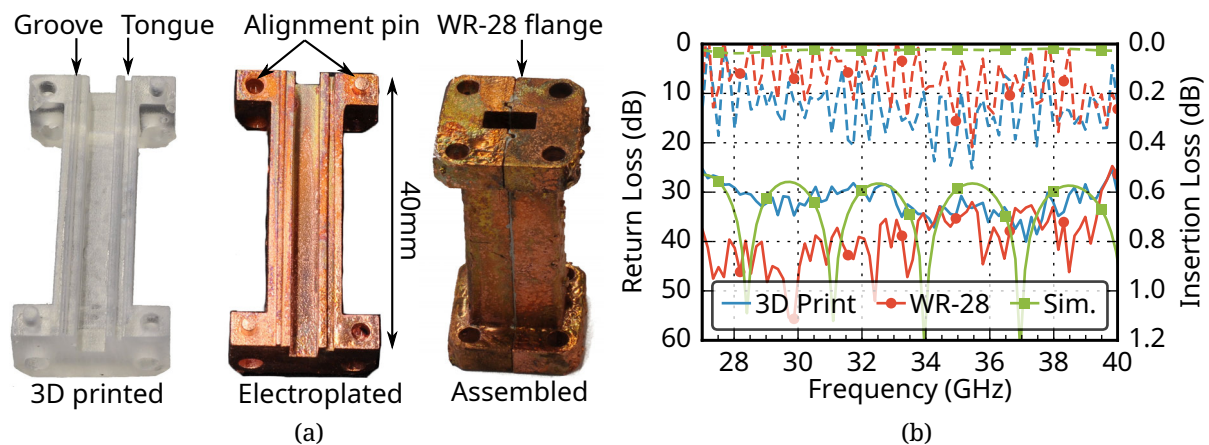 Groove Tongue Alignment pin WR-28 flange
40mm
3D printed Electroplated Assembled
(a)
0 0.0
10 0.2
20 0.4
30 0.6
40 0.8
50 1.0
60 1.2
Return Loss (dB)
Insertion Loss (dB)
3D Print WR-28 Sim.
28 30 32 34 36 38 40
Frequency (GHz)
(b)